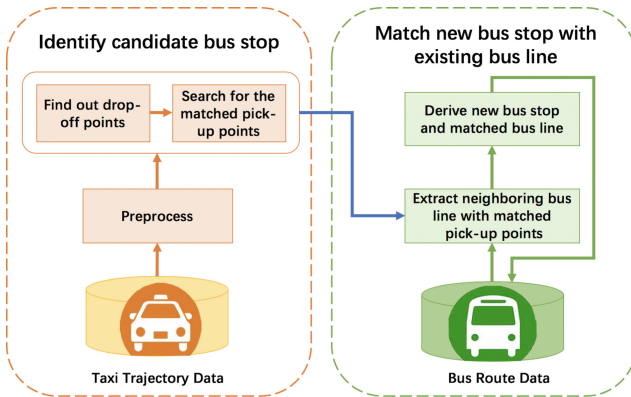 Identify candidate bus stop
Find out drop-
off points
Search for the
matched pick-
up points
Preprocess
Taxi Trajectory Data
Match new bus stop with
existing bus line
Derive new bus stop
and matched bus line
Extract neighboring bus
line with matched
pick-up points
Bus Route Data